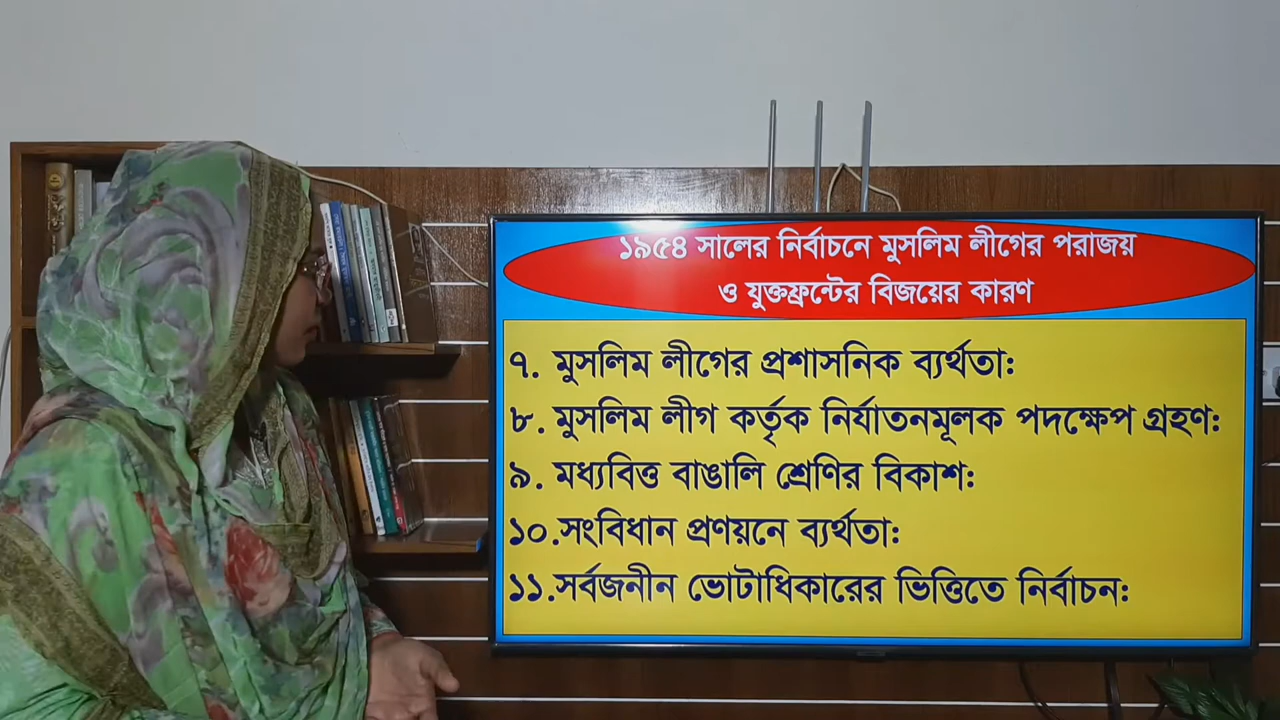 ১৯৫৪ সালের নির্বাচনে মুসলিম লীগের পরাজয়
ও যুক্তফ্রন্টের বিজয়ের কারণ
৭. মুসলিম লীগের প্রশাসনিক ব্যর্থতা:
৮. মুসলিম লীগ কর্তৃক নির্যাতনমূলক পদক্ষেপ গ্রহণ:
৯. মধ্যবিত্ত বাঙালি শ্রেণির বিকাশ:
১০.সংবিধান প্রণয়নে ব্যর্থতা:
১১.সর্বজনীন ভোটাধিকারের ভিত্তিতে নির্বাচন: